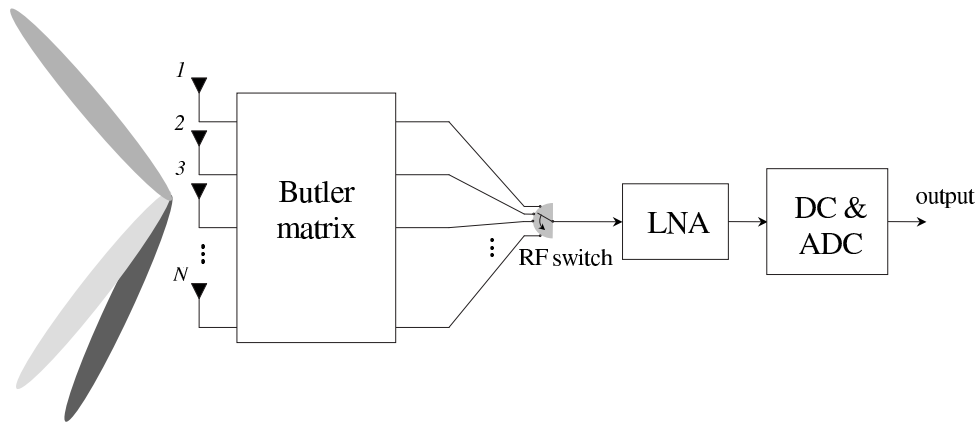 1
2
3
N
Butler
matrix
RF switch
LNA
DC &
ADC
output